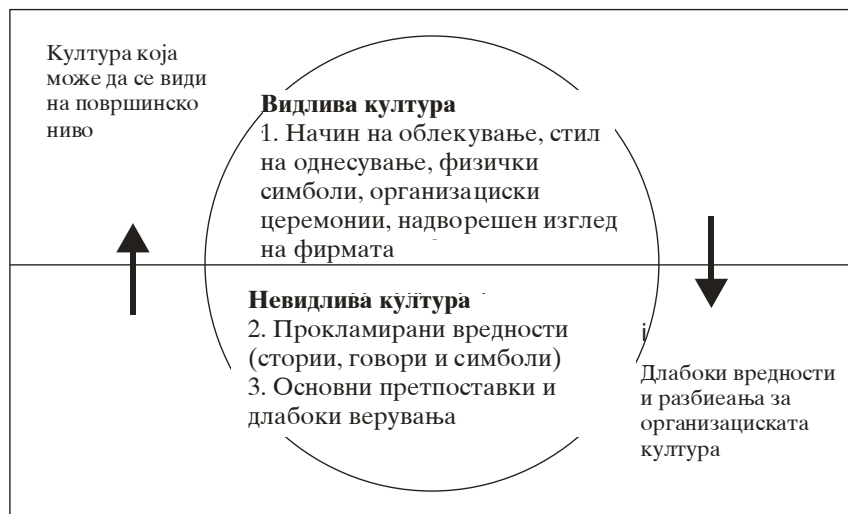 Култура која
може да се види
на површинско
ниво
Видлива култура
1. Начин на облекување, стил
на однесување, физички
симболи, организациски
церемонии, надворешен изглед
на фирмата
Невидлива култура
2. Прокламирани вредности
(стории, говори и симболи)
3. Основни претпоставки и
длабоки верувања
Длабоки вредности
и разбиеања за
организациската
култура